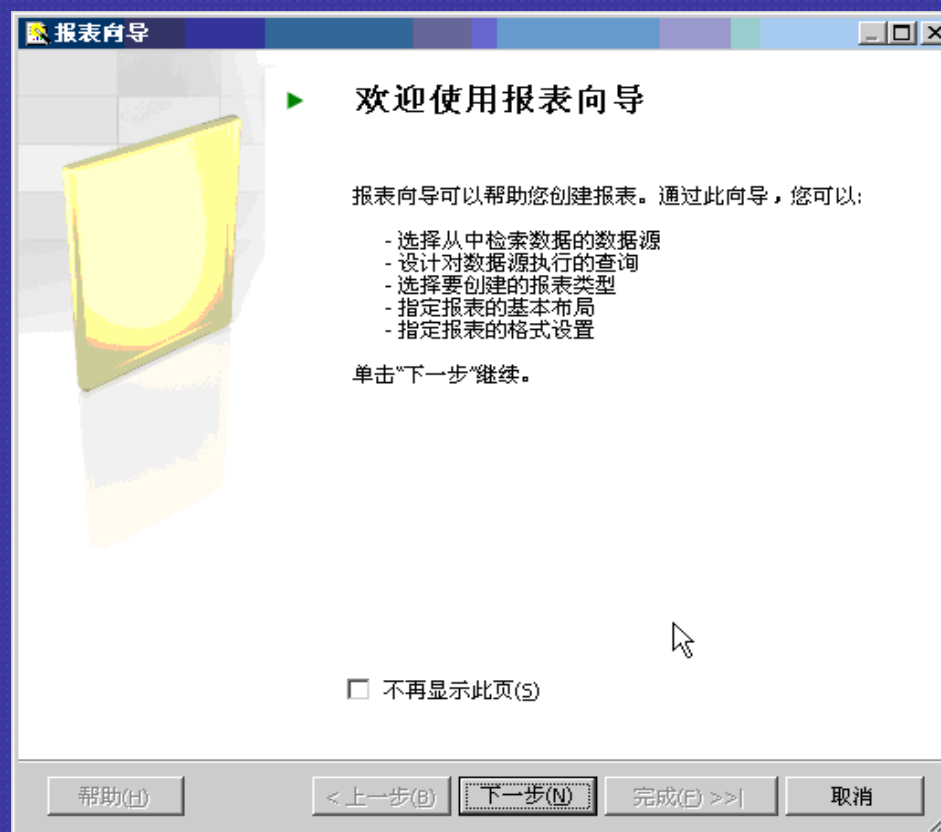 报表向导
欢迎使用报表向导
报表向导可以帮助您创建报表。通过此向导，您可以:
- 选择从中检索数据的数据源
- 设计对数据源执行的查询
- 选择要创建的报表类型
- 指定报表的基本布局
- 指定报表的格式设置
单击“下一步”继续。
不再显示此页(S)
帮助(H)
< 上一步(B)
下一步(N)
完成(F) >>|
取消